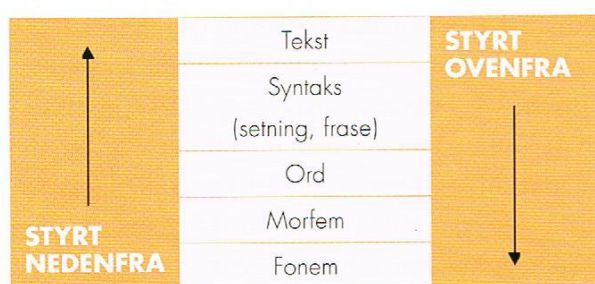 Tekst
Syntaks
(setning, frase)
Ord
Morfem
Fonem
STYRT
NEDENFRA
STYRT
OVENFRA